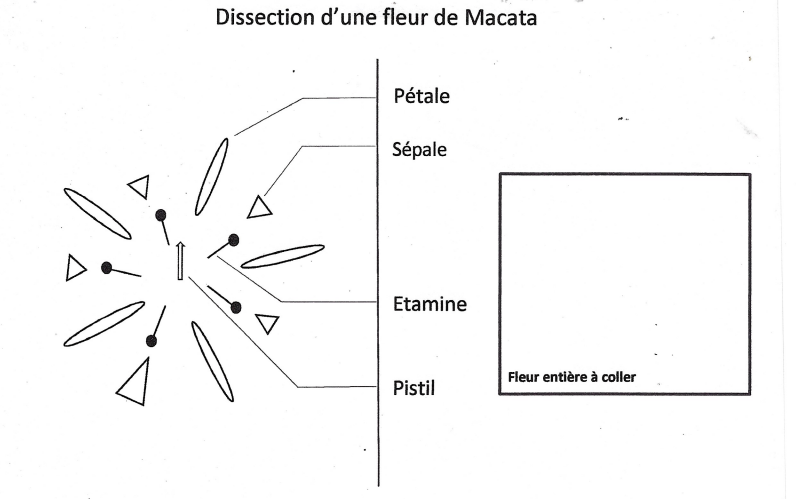 Dissection d'une fleur de Macata
Pétale
Sépale
Etamine
Pistil
Fleur entière à coller